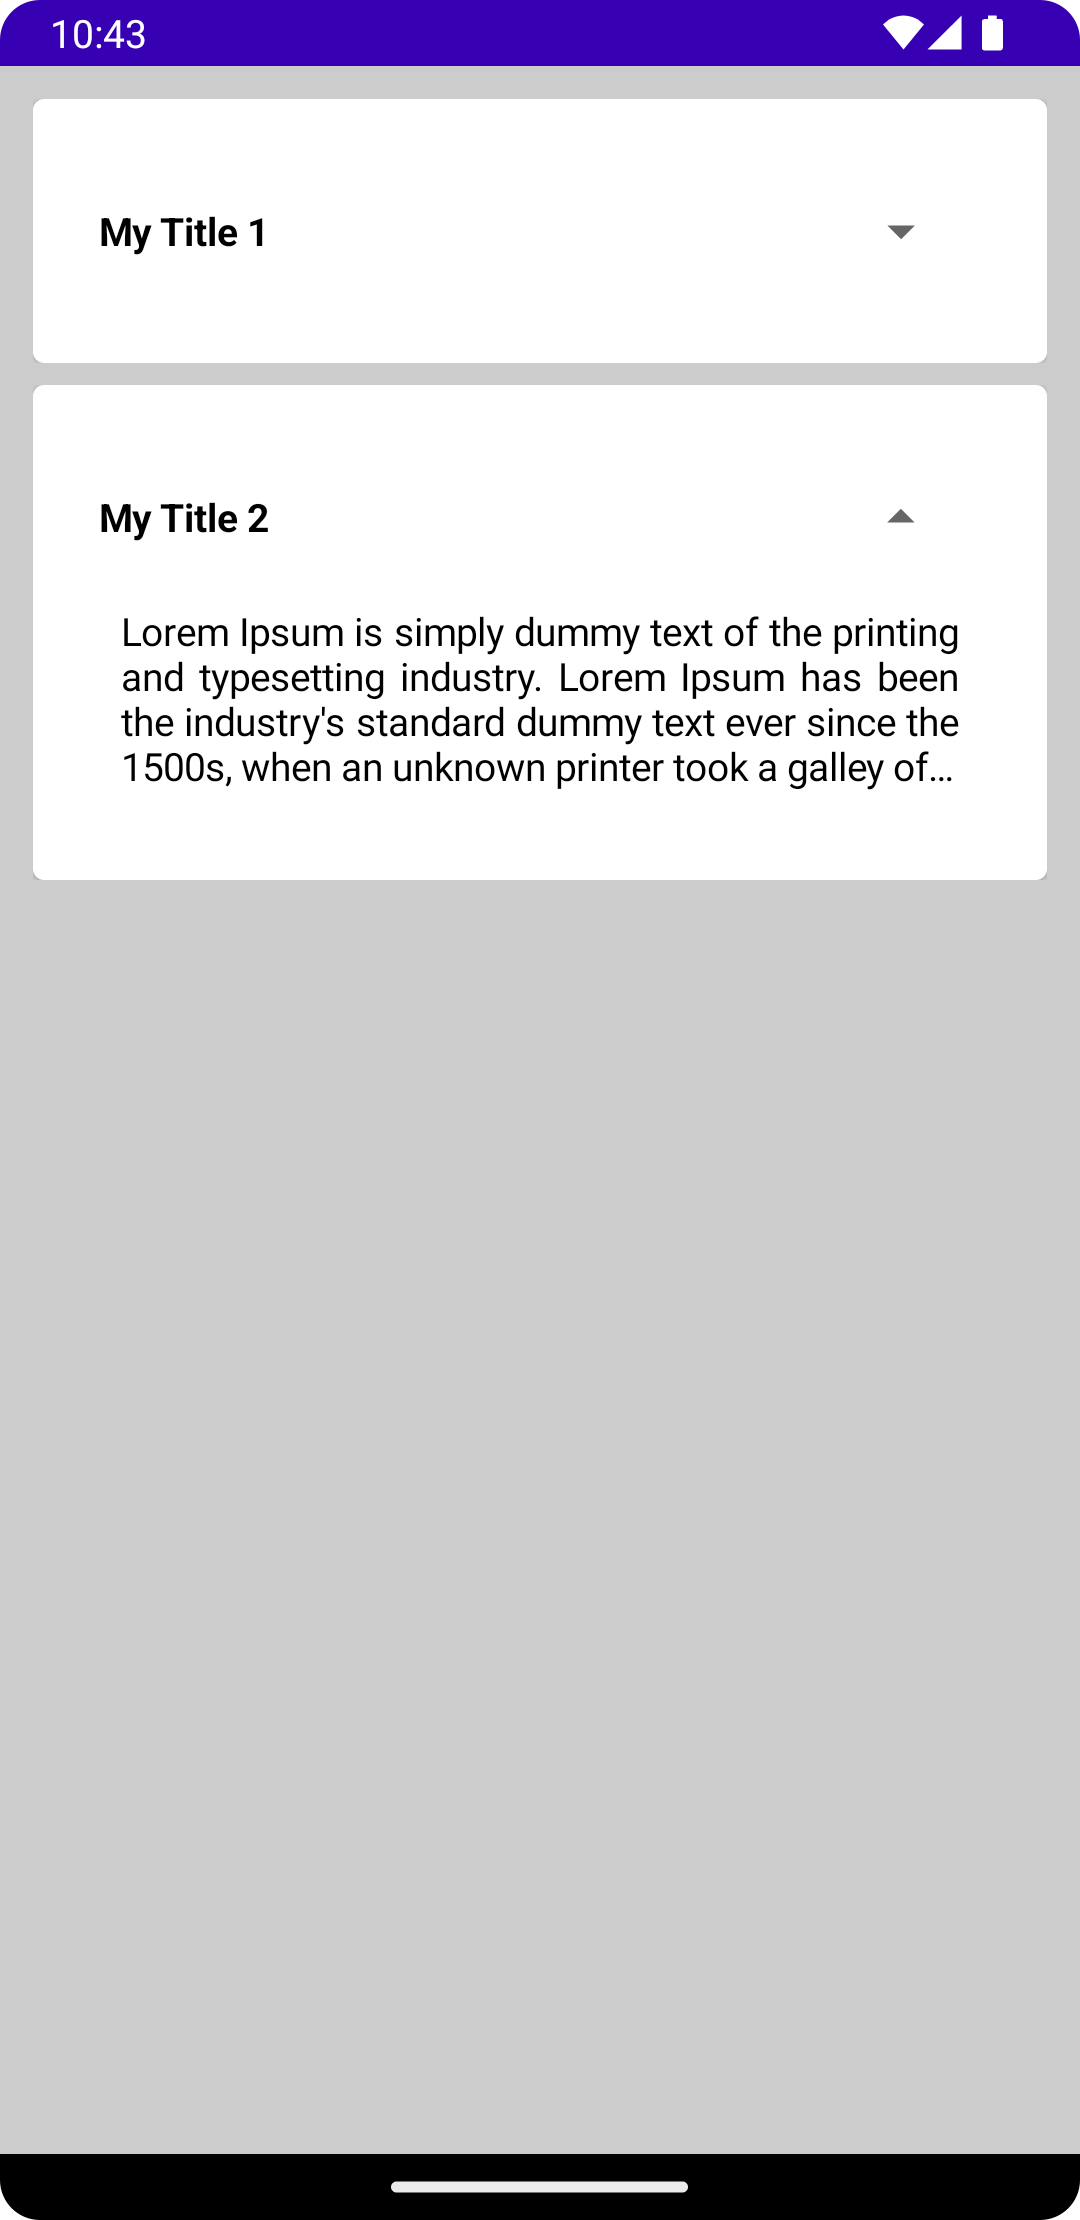 10:43
My Title 1
My Title 2
Lorem Ipsum is simply dummy text of the printing
and typesetting industry. Lorem Ipsum has been
the industry's standard dummy text ever since the
1500s, when an unknown printer took a galley of…